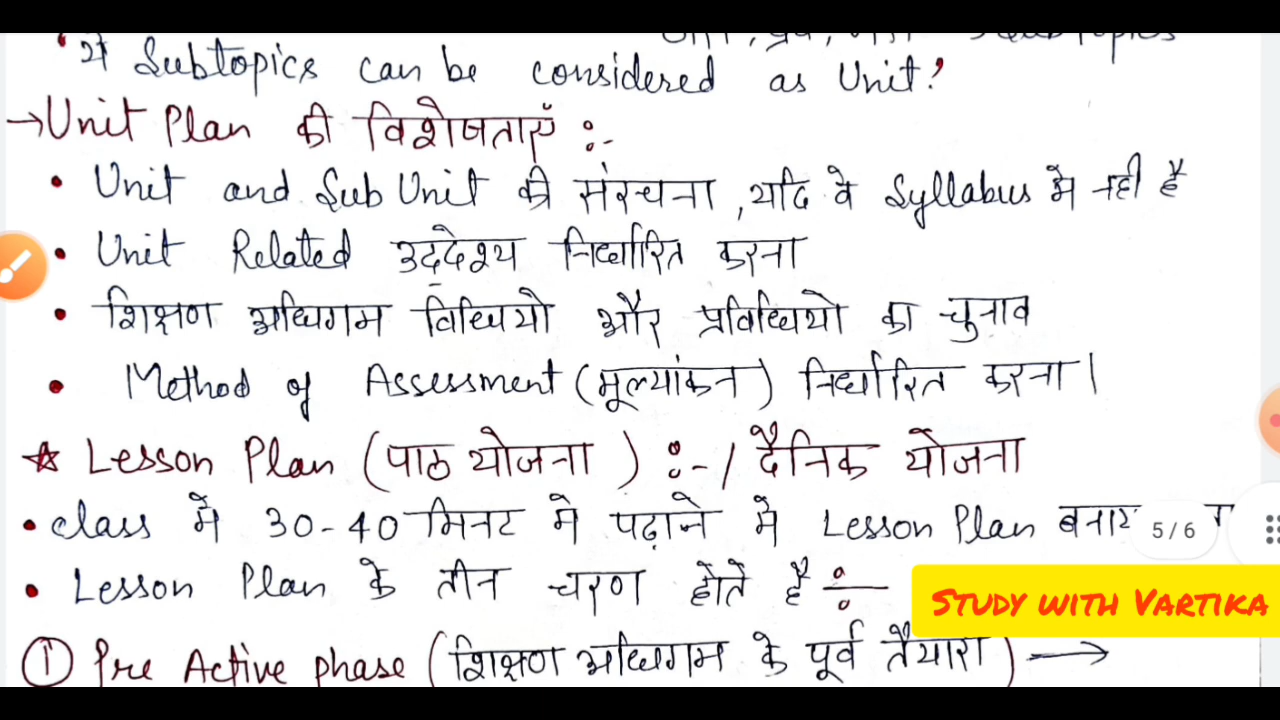 ये Subtopics can be considered as Unit!
→Unit Plan की विशेषताएँ :-
• Unit and Sub Unit की संरचना, यदि वे Syllabus मे नही है
• Unit Related उद्देश्य निर्धारित करना
• शिक्षण अधिगम विधियो और प्रविधियो का चुनाव
• Method of Assessment (मूल्यांकन) निर्धारित करना।
☆ Lesson Plan (पाठ योजना) :-/ दैनिक योजना
• class में 30-40 मिनट मे पढ़ाने मे Lesson Plan
5/6
• Lesson Plan के तीन चरण होते है :-
STUDY WITH VARTIKA
① Pre Active phase (शिक्षण अधिगम के पूर्व तैयारी) →